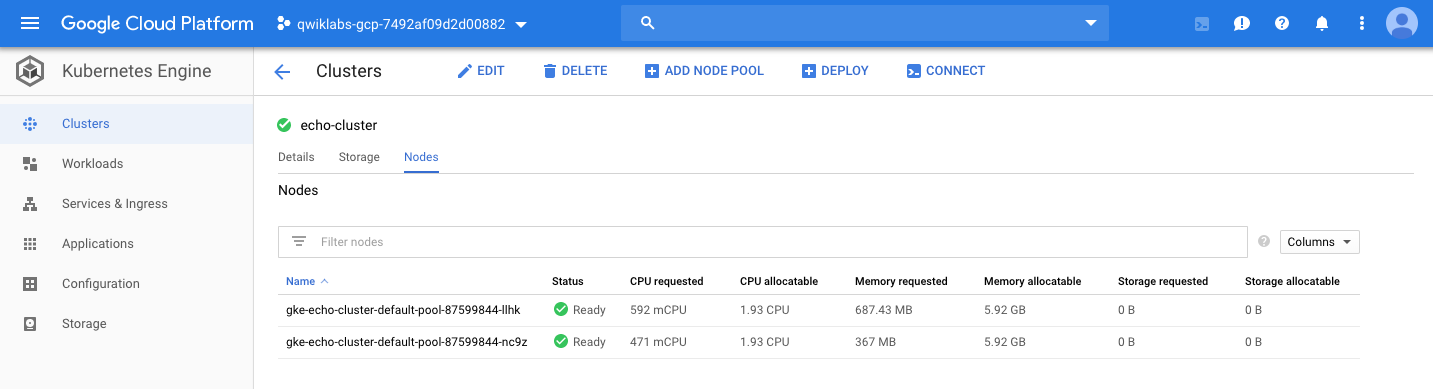 Google Cloud Platform qwiklabs-gcp-7492af09d2d00882
Kubernetes Engine
Clusters EDIT DELETE ADD NODE POOL DEPLOY CONNECT
Clusters
Workloads
Services & Ingress
Applications
Configuration
Storage
echo-cluster
Details Storage Nodes
Nodes
Filter nodes Columns
Name Status CPU requested CPU allocatable Memory requested Memory allocatable Storage requested Storage allocatable
gke-echo-cluster-default-pool-87599844-llhk Ready 592 mCPU 1.93 CPU 687.43 MB 5.92 GB 0 B 0 B
gke-echo-cluster-default-pool-87599844-nc9z Ready 471 mCPU 1.93 CPU 367 MB 5.92 GB 0 B 0 B